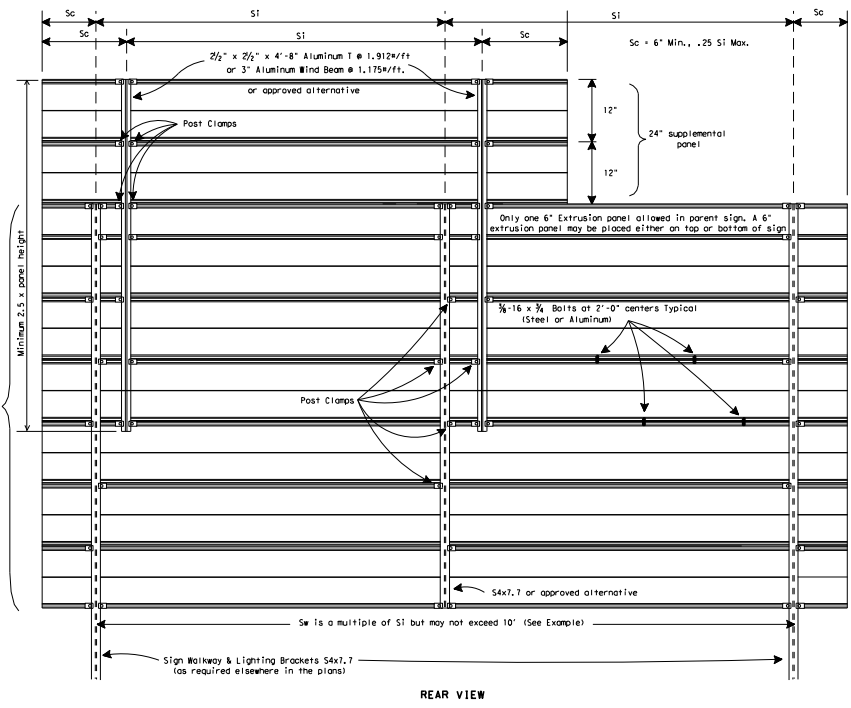 Sc
Si
Si
Sc
Sc
Si
Sc
Sc = 6" Min., .25 Si Max.
2½" x 2½" x 4'-8" Aluminum T @ 1.912#/ft
or 3" Aluminum Wind Beam @ 1.175#/ft.
or approved alternative
Post Clamps
12"
24" supplemental
panel
12"
Only one 6" Extrusion panel allowed in parent sign. A 6"
extrusion panel may be placed either on top or bottom of sign
Minimum 2.5 x panel height
⅜-16 x ¾ Bolts at 2'-0" centers Typical
(Steel or Aluminum)
Post Clamps
S4x7.7 or approved alternative
Sw is a multiple of Si but may not exceed 10' (See Example)
Sign Walkway & Lighting Brackets S4x7.7
(as required elsewhere in the plans)
REAR VIEW